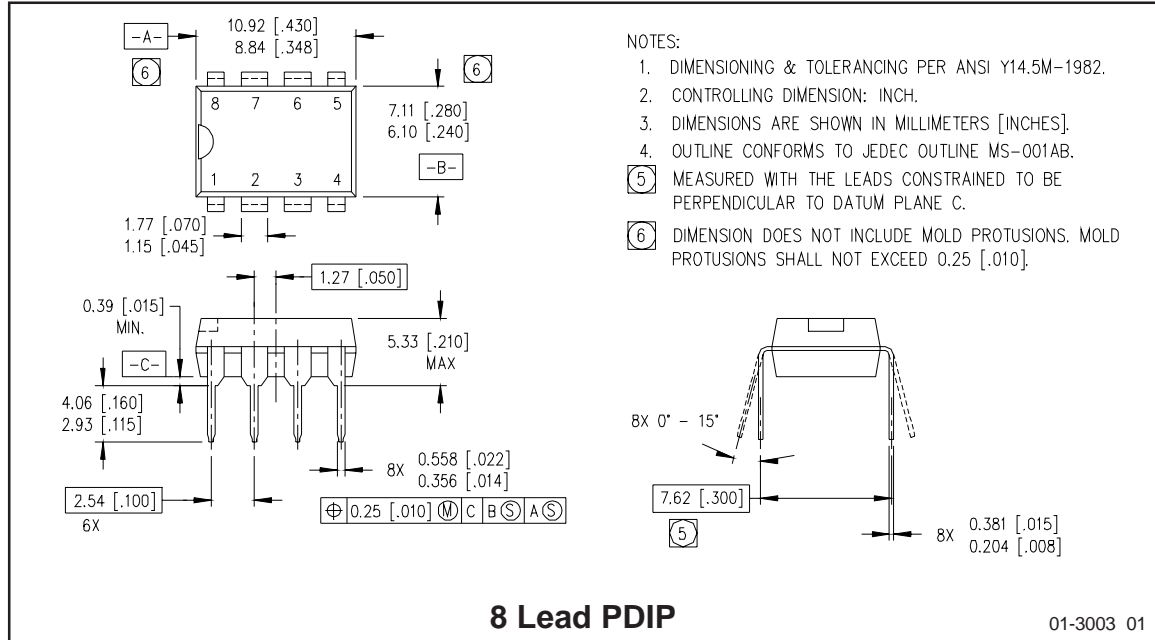 -A-
10.92 [.430]
8.84 [.348]
6
6
8 7 6 5
1 2 3 4
7.11 [.280]
6.10 [.240]
-B-
1.77 [.070]
1.15 [.045]
1.27 [.050]
0.39 [.015]
MIN.
-C-
5.33 [.210]
MAX
4.06 [.160]
2.93 [.115]
2.54 [.100]
6X
8X 0.558 [.022]
0.356 [.014]
⌖ 0.25 [.010] Ⓜ C B Ⓢ A Ⓢ
NOTES:
1. DIMENSIONING & TOLERANCING PER ANSI Y14.5M-1982.
2. CONTROLLING DIMENSION: INCH.
3. DIMENSIONS ARE SHOWN IN MILLIMETERS [INCHES].
4. OUTLINE CONFORMS TO JEDEC OUTLINE MS-001AB.
5 MEASURED WITH THE LEADS CONSTRAINED TO BE
PERPENDICULAR TO DATUM PLANE C.
6 DIMENSION DOES NOT INCLUDE MOLD PROTUSIONS. MOLD
PROTUSIONS SHALL NOT EXCEED 0.25 [.010].
8X 0° - 15°
7.62 [.300]
5
8X 0.381 [.015]
0.204 [.008]
8 Lead PDIP
01-3003 01